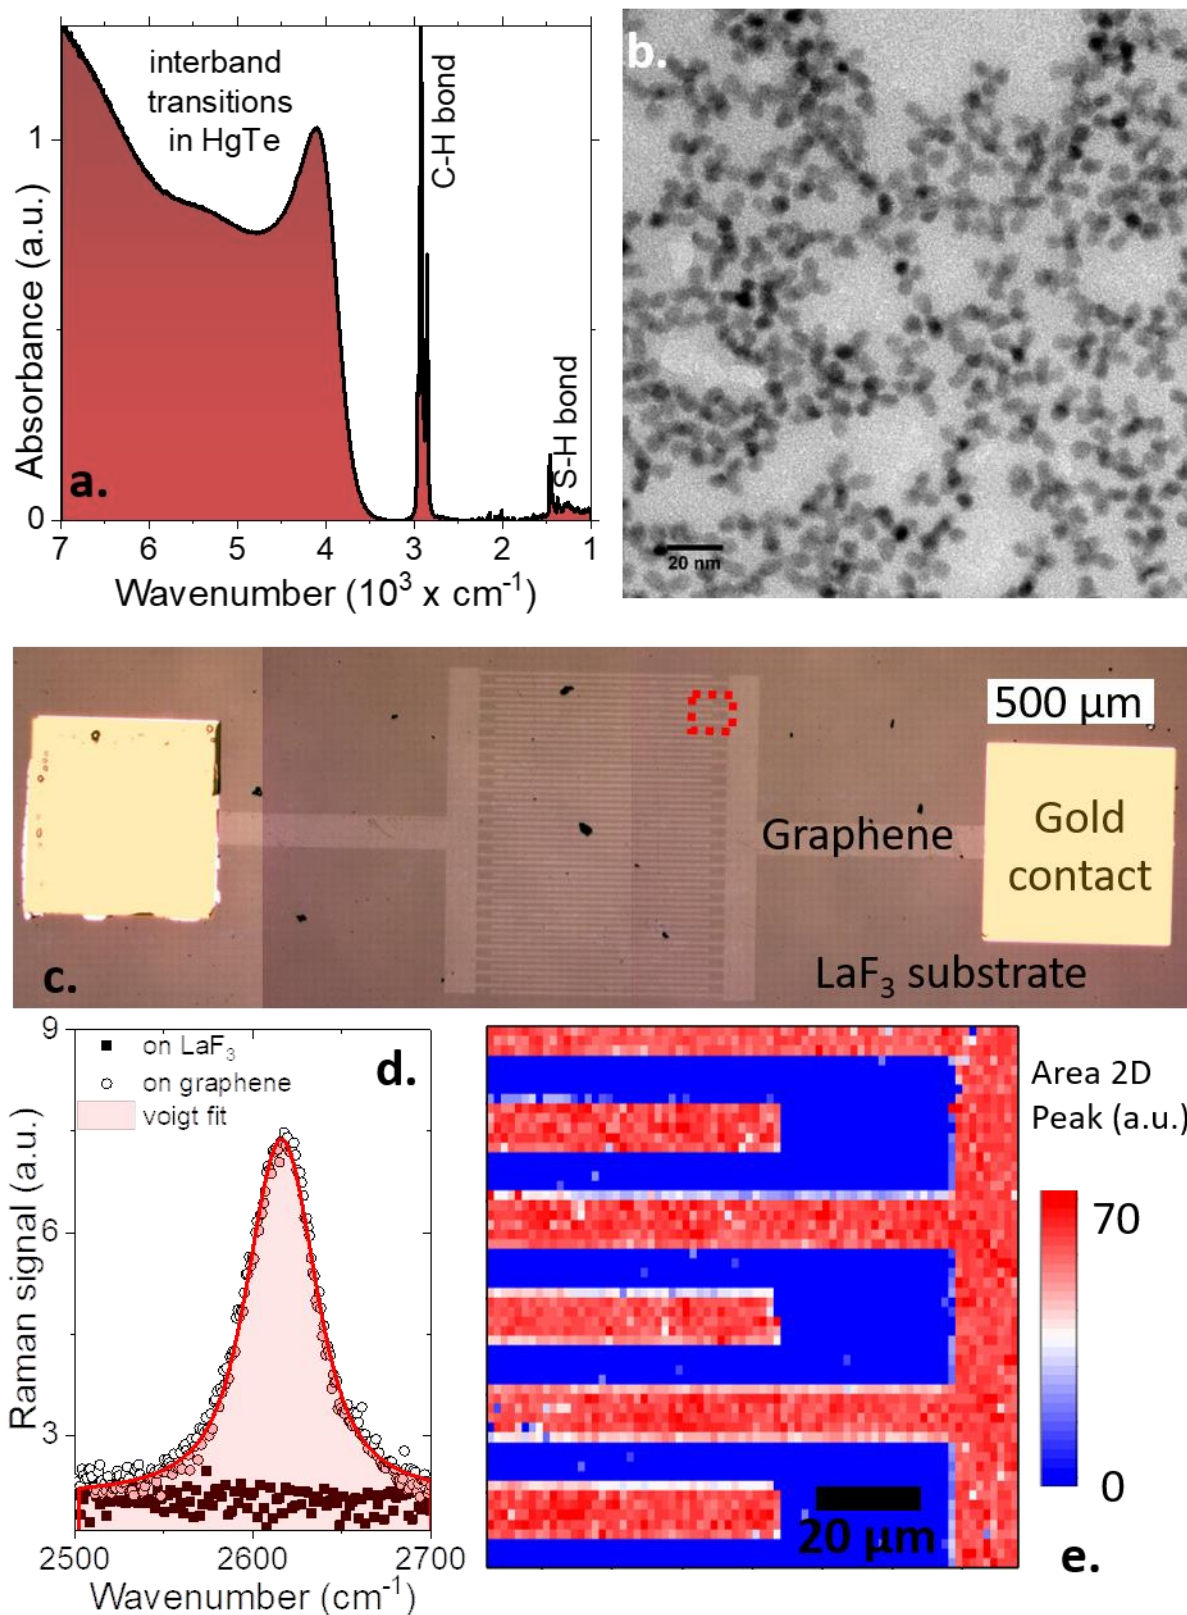 interband
transitions
in HgTe
C-H bond
S-H bond
1
0
Absorbance (a.u.)
a.
7 6 5 4 3 2 1
Wavenumber (10³ x cm⁻¹)
b.
20 nm
500 µm
Graphene
Gold
contact
LaF₃ substrate
c.
9
6
3
Raman signal (a.u.)
on LaF₃
on graphene
voigt fit
d.
2500 2600 2700
Wavenumber (cm⁻¹)
Area 2D
Peak (a.u.)
70
0
20 µm
e.